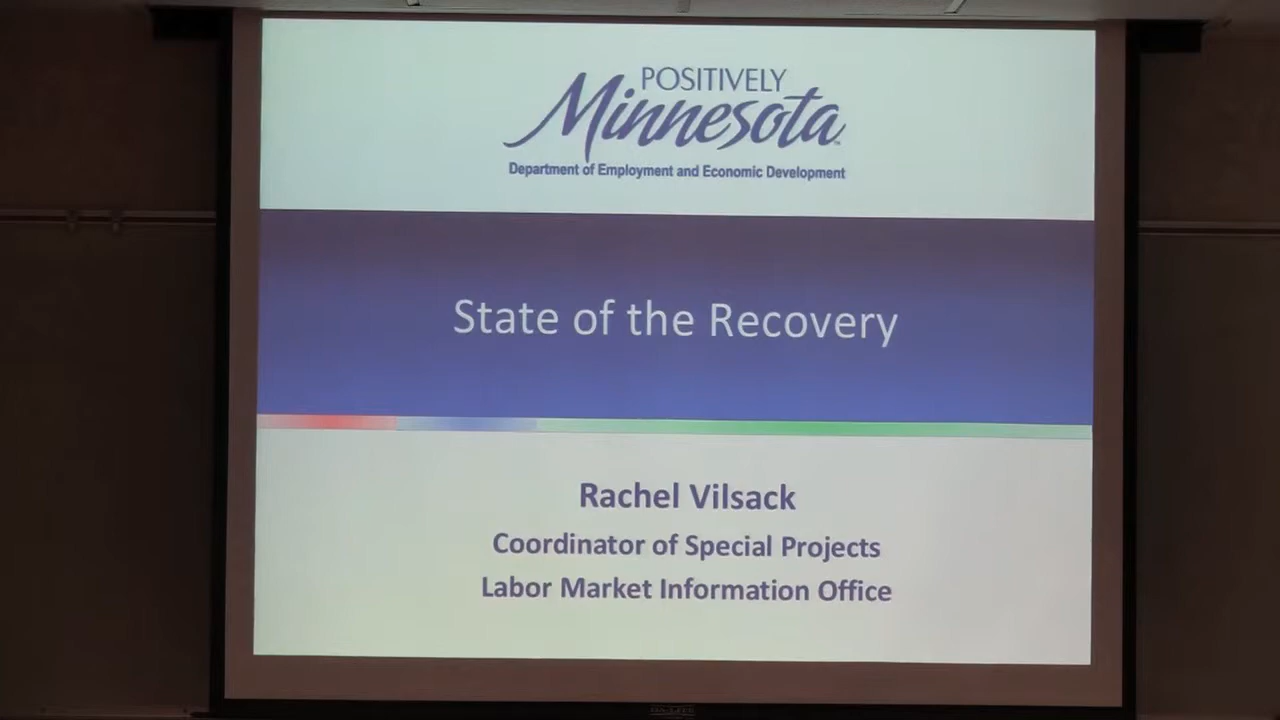 POSITIVELY
Minnesota™
Department of Employment and Economic Development
State of the Recovery
Rachel Vilsack
Coordinator of Special Projects
Labor Market Information Office